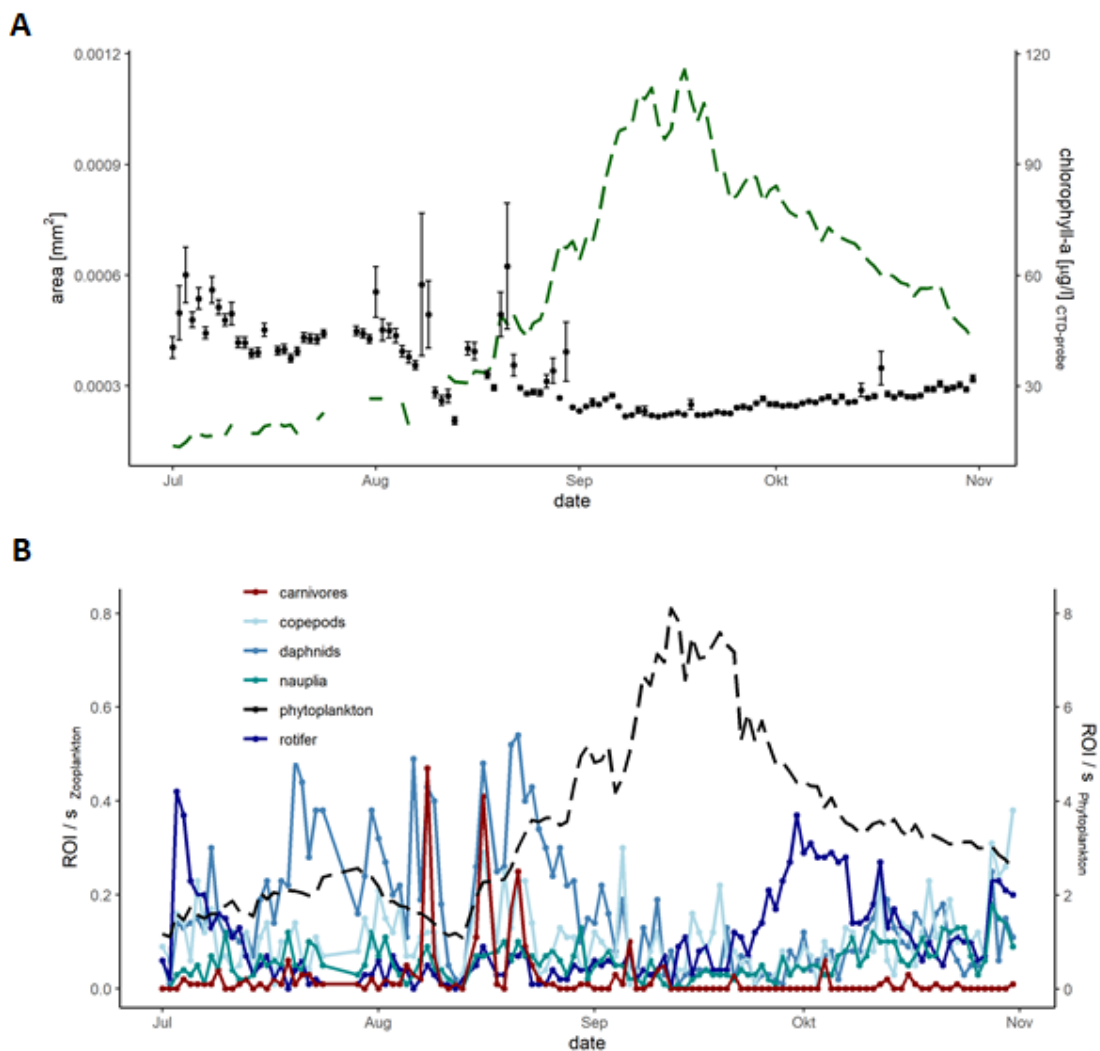 A
0.0012
0.0009
0.0006
0.0003
area [mm²]
120
90
60
30
chlorophyll-a [µg/l] CTD-probe
Jul
Aug
Sep
Okt
Nov
date
B
carnivores
copepods
daphnids
nauplia
phytoplankton
rotifer
0.8
0.6
0.4
0.2
0.0
ROI / s Zooplankton
8
6
4
2
0
ROI / s Phytoplankton
Jul
Aug
Sep
Okt
Nov
date